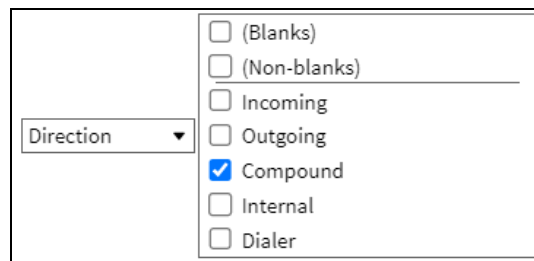 (Blanks)
(Non-blanks)
Incoming
Direction
Outgoing
Compound
Internal
Dialer